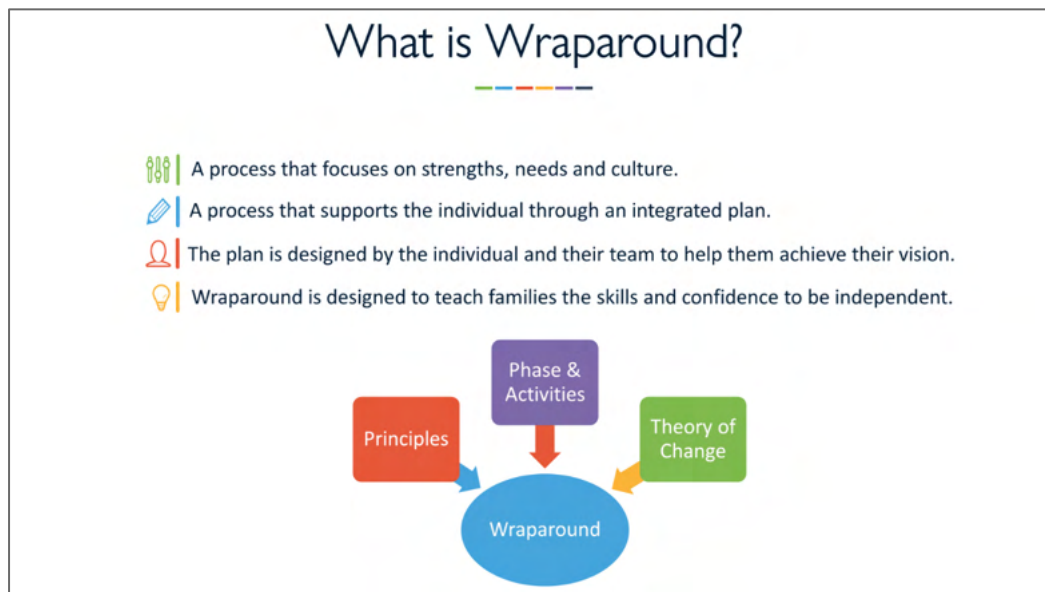 What is Wraparound?
A process that focuses on strengths, needs and culture.
A process that supports the individual through an integrated plan.
The plan is designed by the individual and their team to help them achieve their vision.
Wraparound is designed to teach families the skills and confidence to be independent.
Phase &
Activities
Principles
Theory of
Change
Wraparound